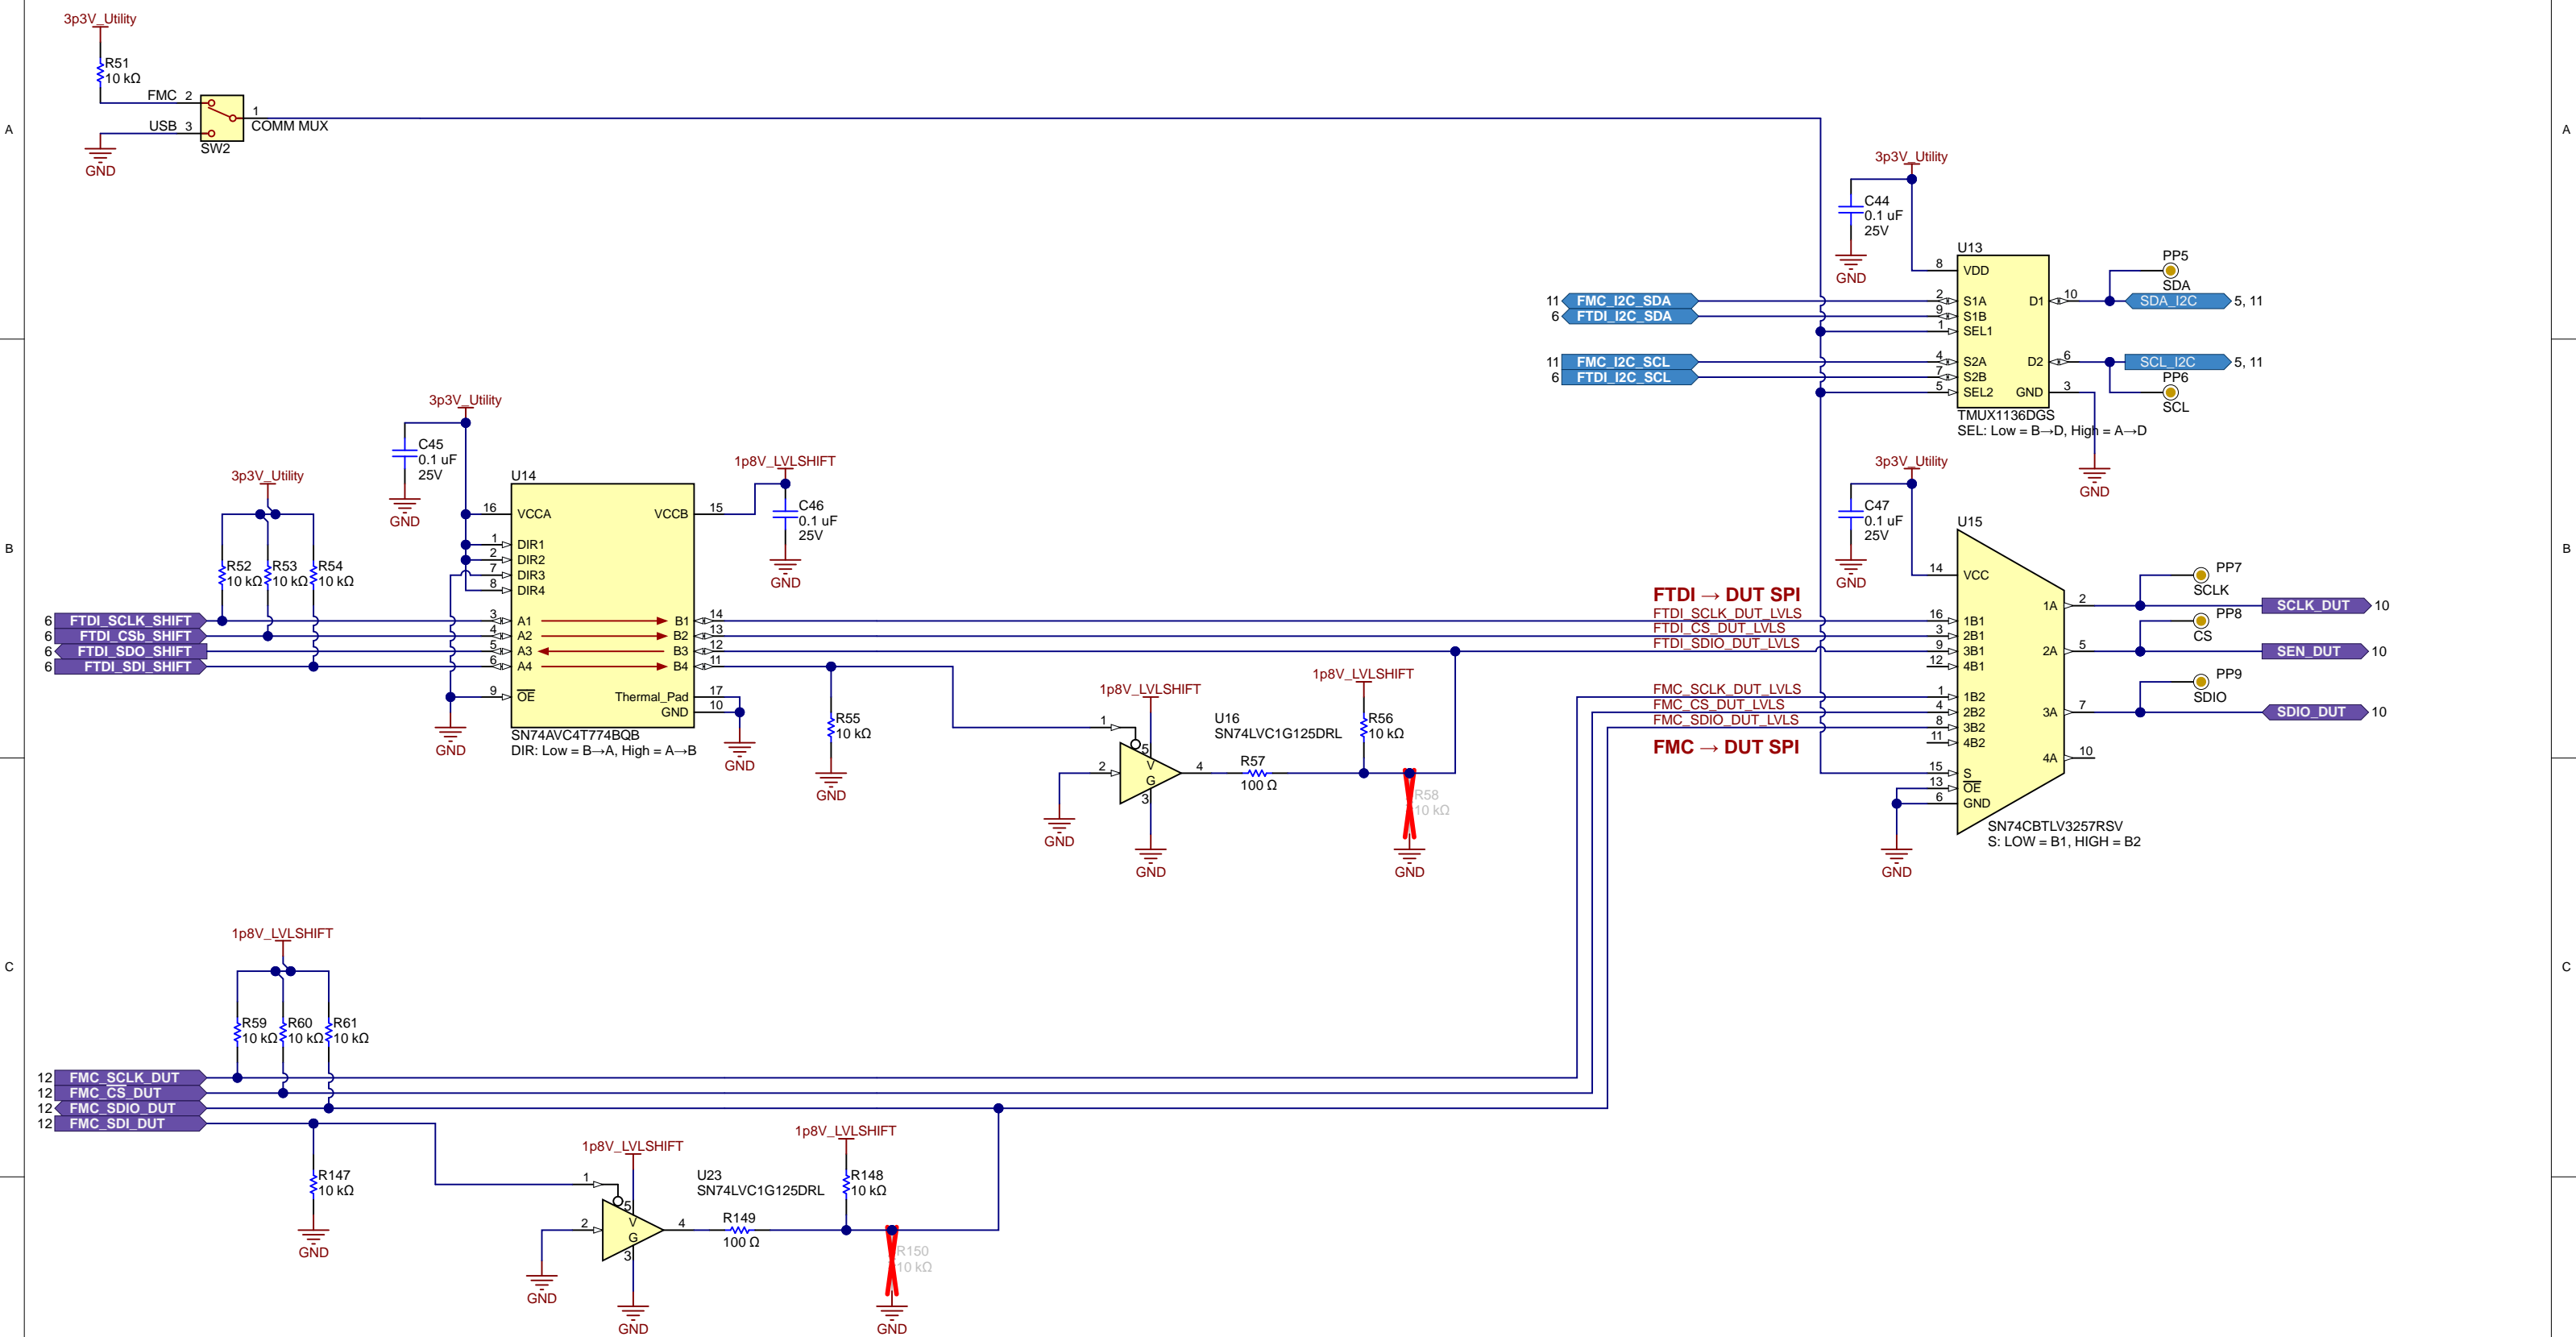 3p3V_Utility
R51
10 kΩ
FMC 2
USB 3
1
COMM MUX
SW2
GND
A
A
3p3V_Utility
C44
0.1 uF
25V
GND
U13
8 VDD
2 S1A
9 S1B
1 SEL1
4 S2A
7 S2B
5 SEL2
D1 10
D2 6
GND 3
TMUX1136DGS
SEL: Low = B→D, High = A→D
GND
PP5
SDA
SDA_I2C 5, 11
SCL_I2C 5, 11
PP6
SCL
11 FMC_I2C_SDA
6 FTDI_I2C_SDA
11 FMC_I2C_SCL
6 FTDI_I2C_SCL
3p3V_Utility
C45
0.1 uF
25V
GND
3p3V_Utility
R52
10 kΩ
R53
10 kΩ
R54
10 kΩ
B
B
6 FTDI_SCLK_SHIFT
6 FTDI_CSb_SHIFT
6 FTDI_SDO_SHIFT
6 FTDI_SDI_SHIFT
U14
16 VCCA
1 DIR1
2 DIR2
7 DIR3
8 DIR4
3 A1
4 A2
5 A3
6 A4
9 OE
VCCB 15
B1 14
B2 13
B3 12
B4 11
Thermal_Pad 17
GND 10
SN74AVC4T774BQB
DIR: Low = B→A, High = A→B
GND
GND
1p8V_LVLSHIFT
C46
0.1 uF
25V
GND
R55
10 kΩ
GND
1p8V_LVLSHIFT
U16
SN74LVC1G125DRL
1
2
5
V
G
3
4
GND
GND
R57
100 Ω
1p8V_LVLSHIFT
R56
10 kΩ
R58
10 kΩ
GND
FTDI → DUT SPI
FTDI_SCLK_DUT_LVLS
FTDI_CS_DUT_LVLS
FTDI_SDIO_DUT_LVLS
FMC_SCLK_DUT_LVLS
FMC_CS_DUT_LVLS
FMC_SDIO_DUT_LVLS
FMC → DUT SPI
3p3V_Utility
C47
0.1 uF
25V
GND
U15
14 VCC
16 1B1
3 2B1
9 3B1
12 4B1
1 1B2
4 2B2
8 3B2
11 4B2
15 S
13 OE
6 GND
1A 2
2A 5
3A 7
4A 10
SN74CBTLV3257RSV
S: LOW = B1, HIGH = B2
GND
PP7
SCLK
SCLK_DUT 10
PP8
CS
SEN_DUT 10
PP9
SDIO
SDIO_DUT 10
C
C
1p8V_LVLSHIFT
R59
10 kΩ
R60
10 kΩ
R61
10 kΩ
12 FMC_SCLK_DUT
12 FMC_CS_DUT
12 FMC_SDIO_DUT
12 FMC_SDI_DUT
R147
10 kΩ
GND
1p8V_LVLSHIFT
U23
SN74LVC1G125DRL
1
2
5
V
G
3
4
GND
GND
R149
100 Ω
1p8V_LVLSHIFT
R148
10 kΩ
R150
10 kΩ
GND